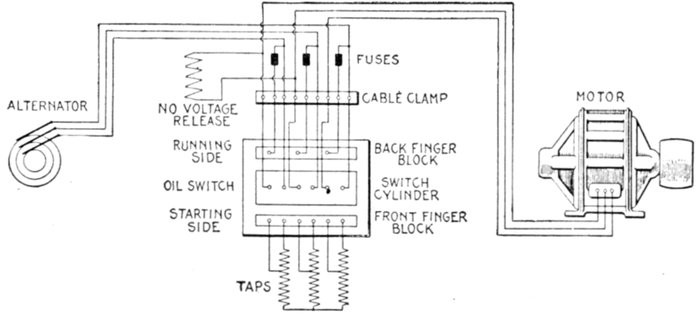 FUSES
ALTERNATOR
NO VOLTAGE
RELEASE
CABLE CLAMP
MOTOR
RUNNING
SIDE
BACK FINGER
BLOCK
OIL SWITCH
SWITCH
CYLINDER
STARTING
SIDE
FRONT FINGER
BLOCK
TAPS